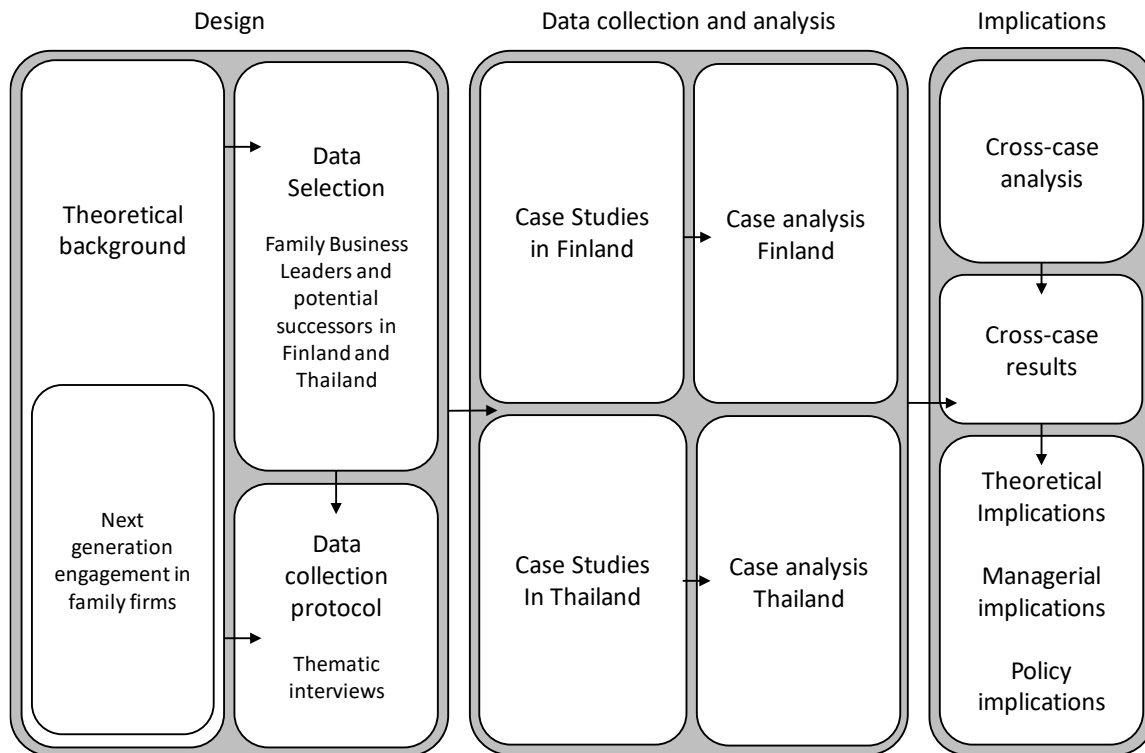 Design
Theoretical
background
Next
generation
engagement in
family firms
Data
Selection
Family Business
Leaders and
potential
successors in
Finland and
Thailand
Data
collection
protocol
Thematic
interviews
Data collection and analysis
Case Studies
in Finland
Case analysis
Finland
Case Studies
In Thailand
Case analysis
Thailand
Implications
Cross-case
analysis
Cross-case
results
Theoretical
Implications
Managerial
implications
Policy
implications